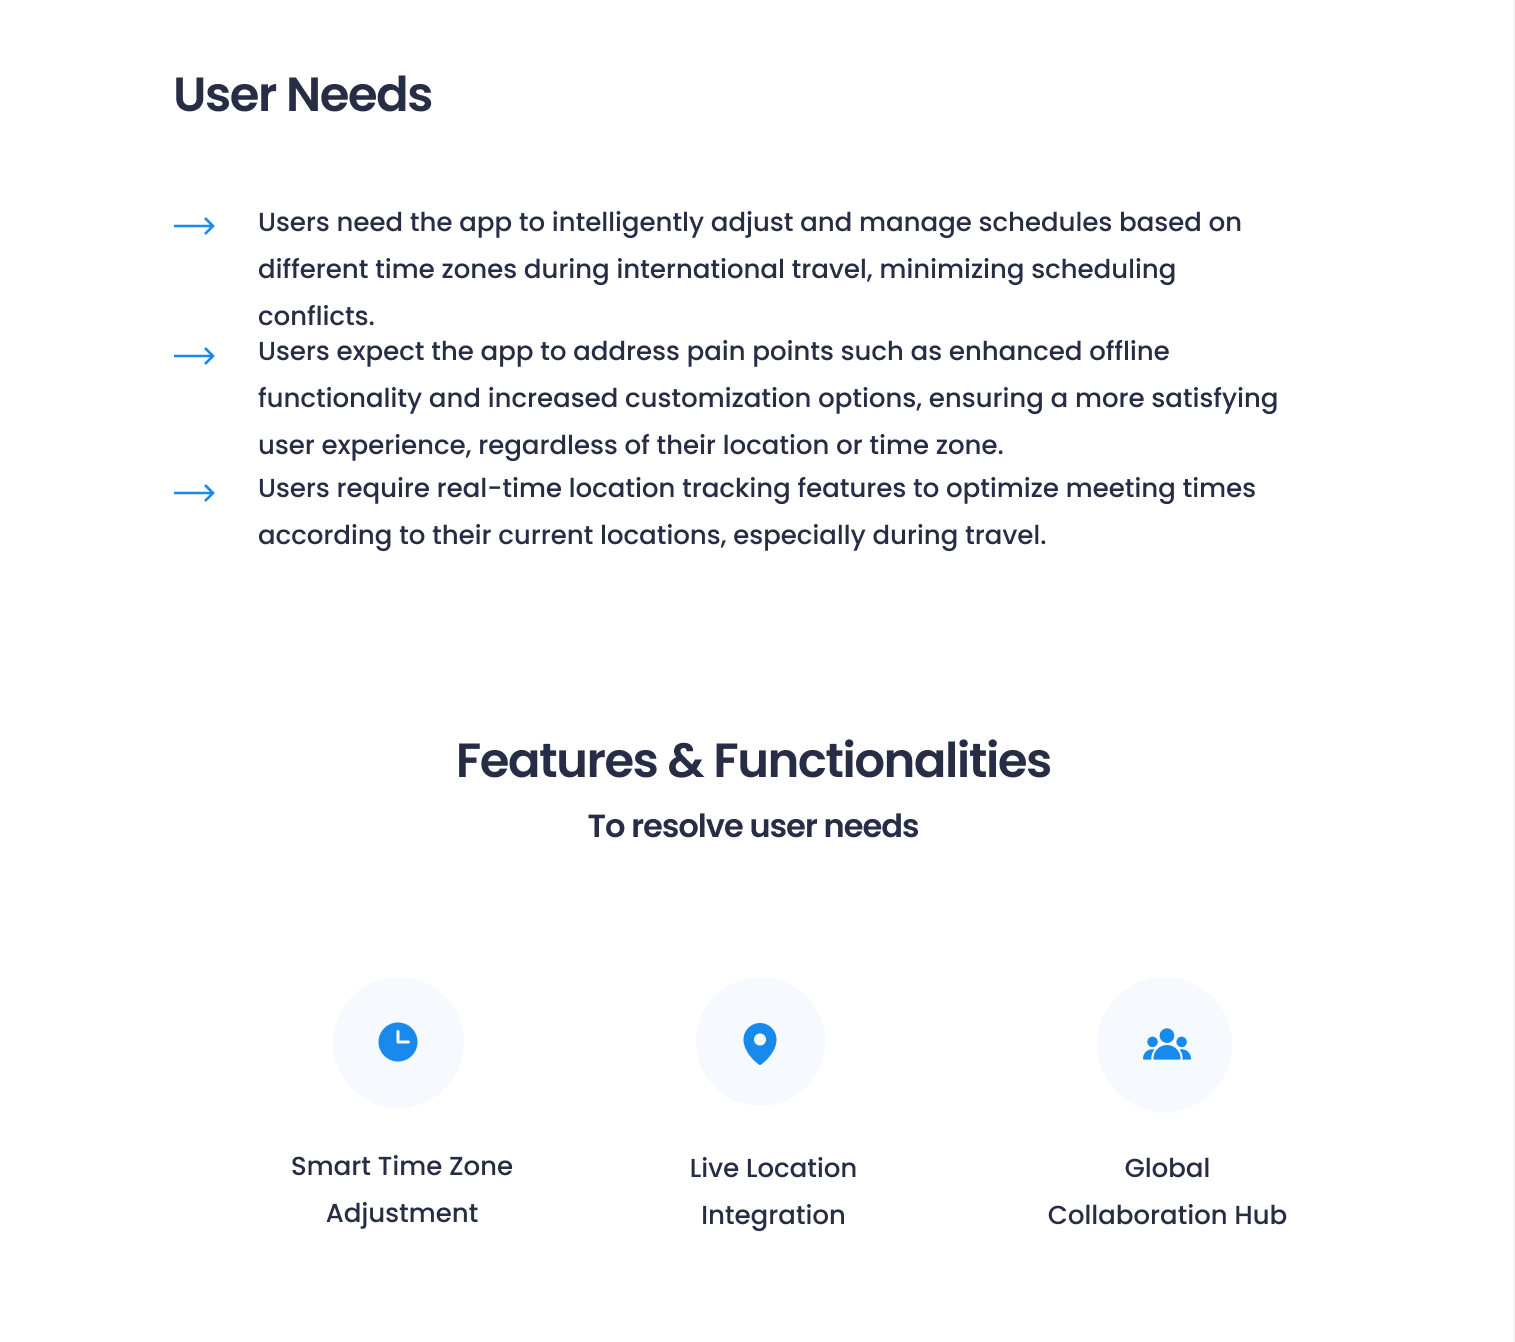 User Needs
Users need the app to intelligently adjust and manage schedules based on
different time zones during international travel, minimizing scheduling
conflicts.
Users expect the app to address pain points such as enhanced offline
functionality and increased customization options, ensuring a more satisfying
user experience, regardless of their location or time zone.
Users require real-time location tracking features to optimize meeting times
according to their current locations, especially during travel.
Features & Functionalities
To resolve user needs
Smart Time Zone
Adjustment
Live Location
Integration
Global
Collaboration Hub